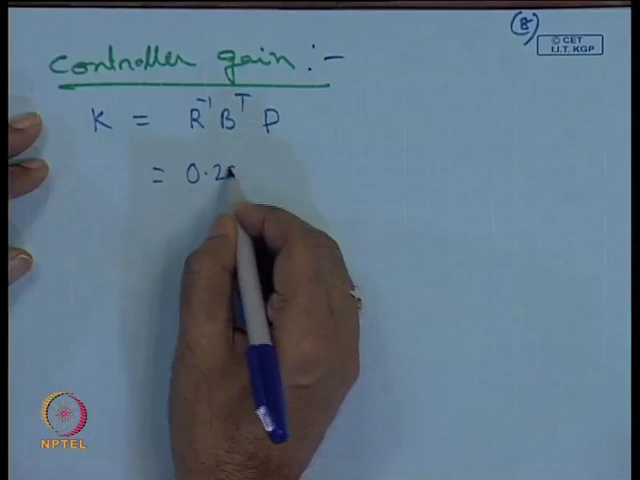 (8)
© CET
I.I.T. KGP
Controller gain :-
K = R⁻¹ Bᵀ P
= 0.2
NPTEL